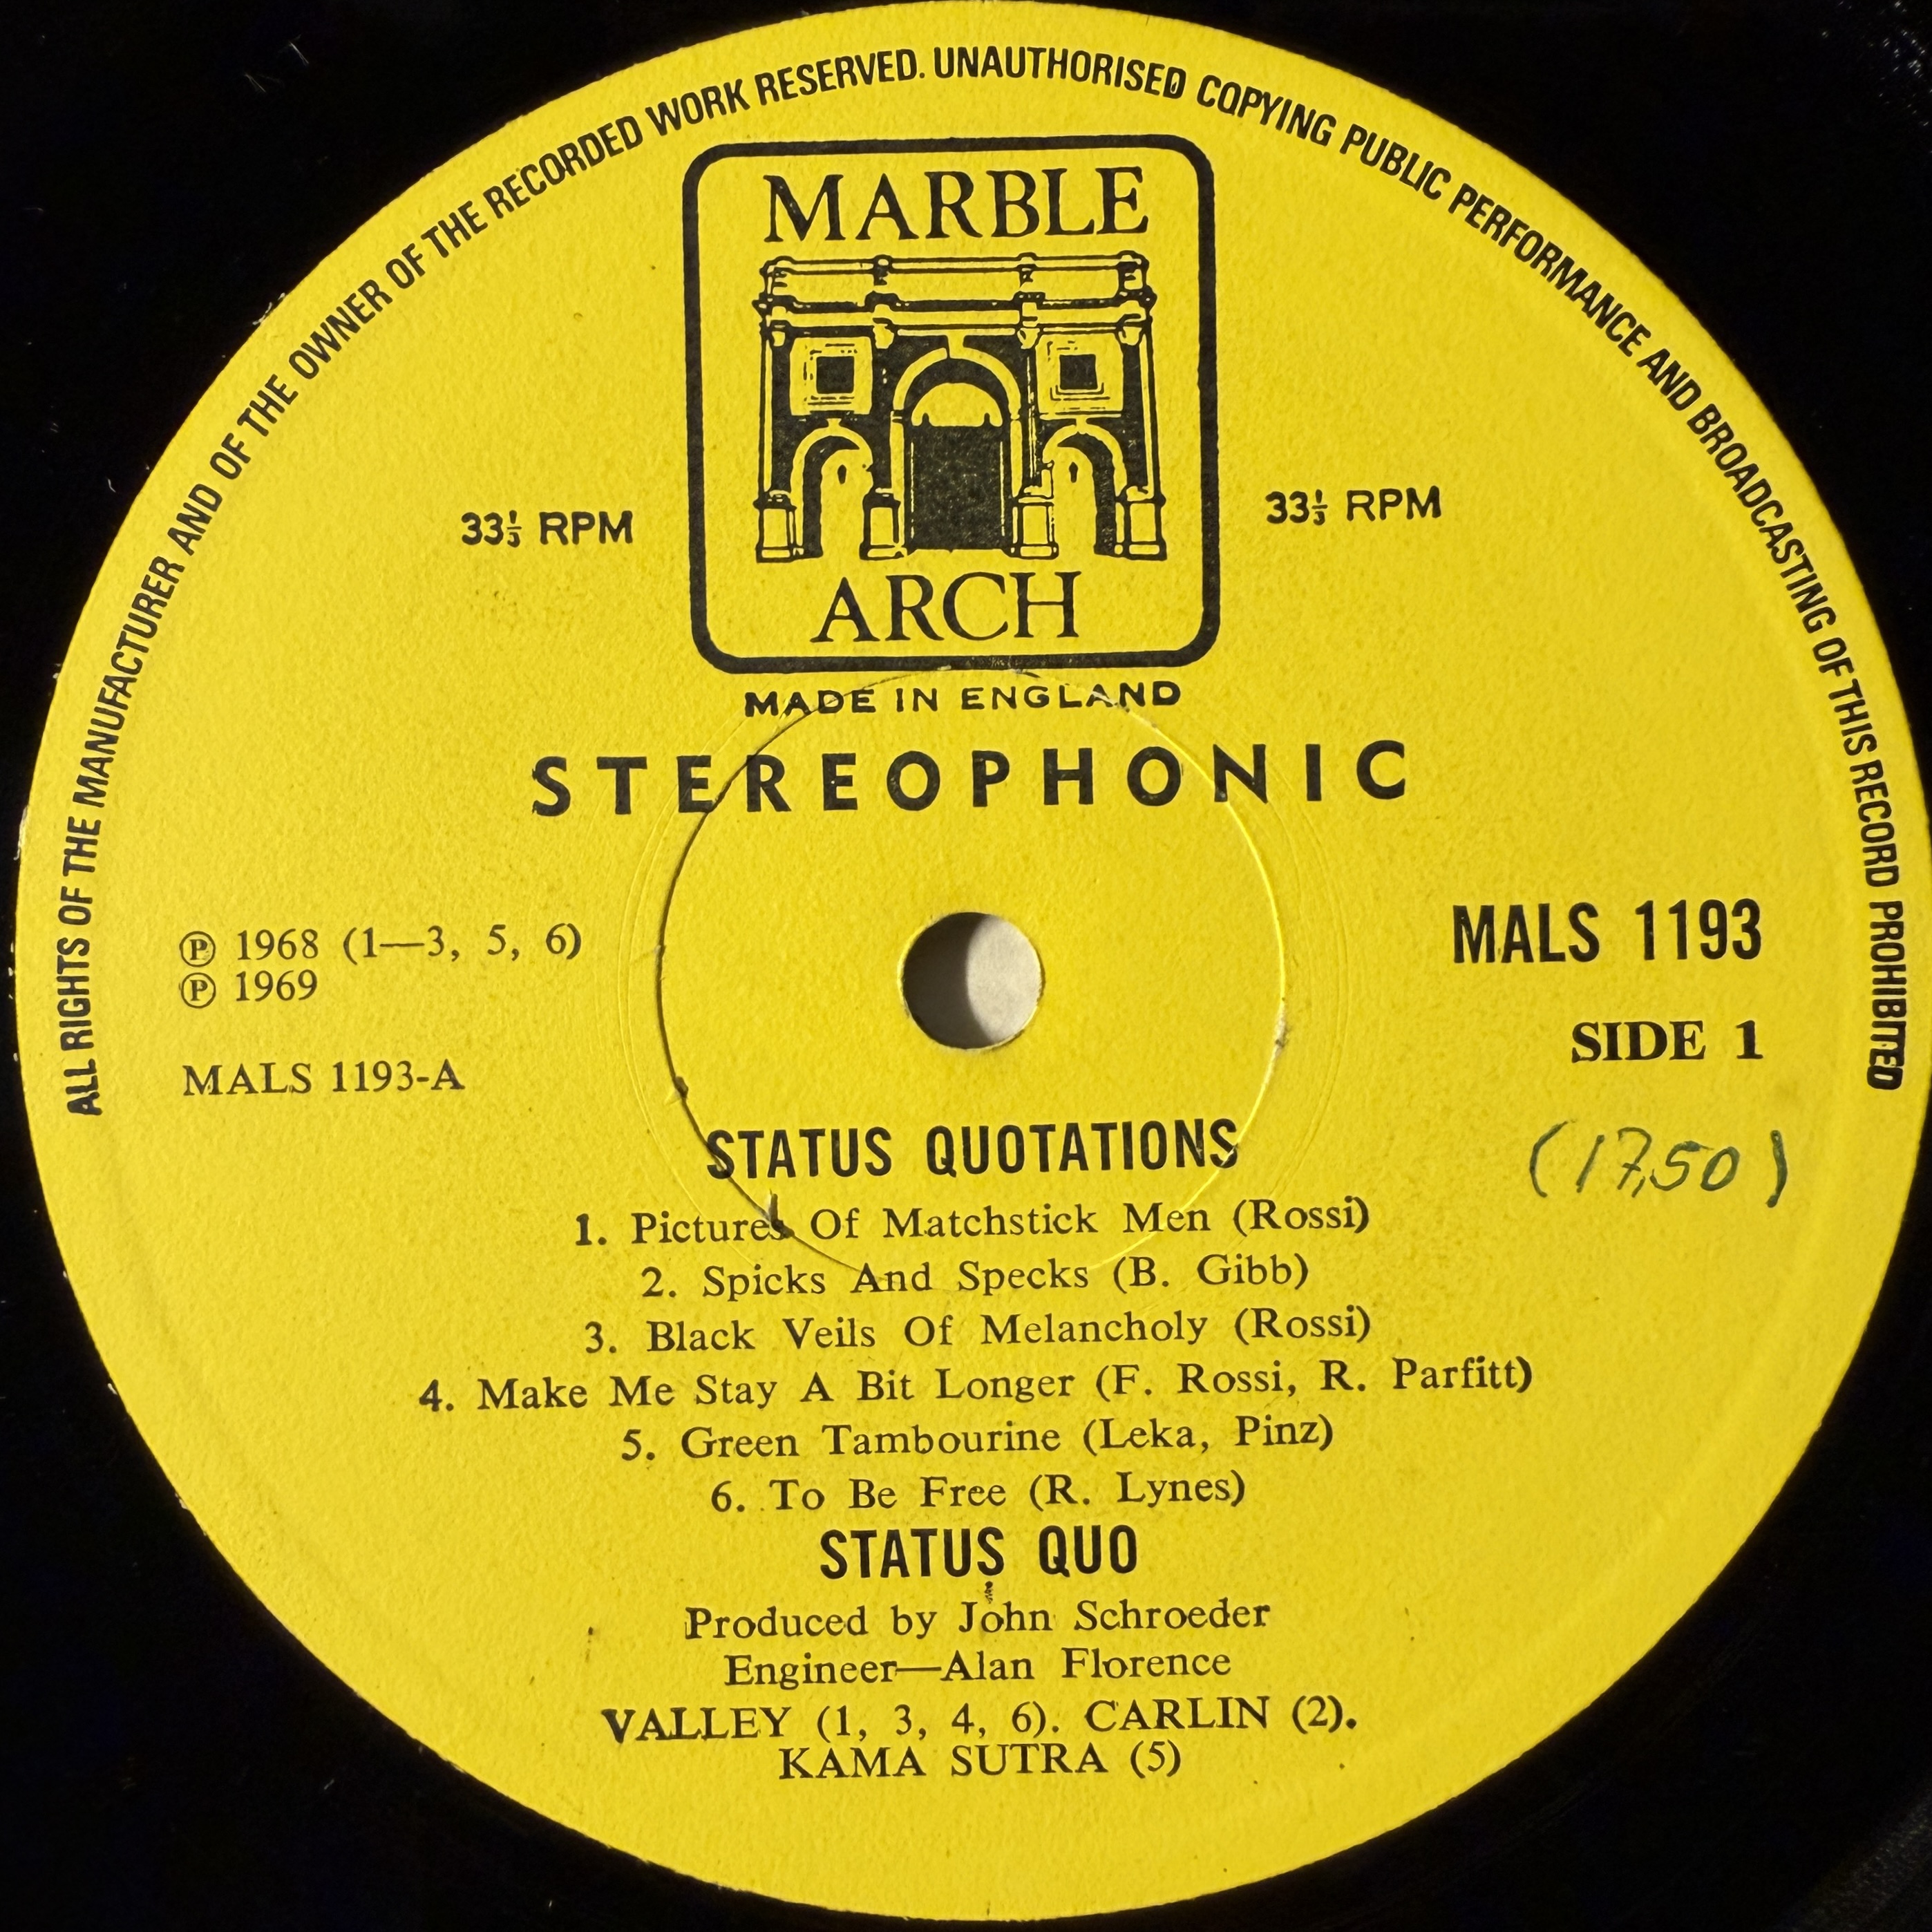 ALL RIGHTS OF THE MANUFACTURER AND OF THE OWNER OF THE RECORDED WORK RESERVED. UNAUTHORISED COPYING PUBLIC PERFORMANCE AND BROADCASTING OF THIS RECORD PROHIBITED
MARBLE
ARCH
33⅓ RPM
33⅓ RPM
MADE IN ENGLAND
STEREOPHONIC
Ⓟ 1968 (1—3, 5, 6)
Ⓟ 1969
MALS 1193-A
MALS 1193
SIDE 1
(17,50)
STATUS QUOTATIONS
1. Pictures Of Matchstick Men (Rossi)
2. Spicks And Specks (B. Gibb)
3. Black Veils Of Melancholy (Rossi)
4. Make Me Stay A Bit Longer (F. Rossi, R. Parfitt)
5. Green Tambourine (Leka, Pinz)
6. To Be Free (R. Lynes)
STATUS QUO
Produced by John Schroeder
Engineer—Alan Florence
VALLEY (1, 3, 4, 6). CARLIN (2).
KAMA SUTRA (5)